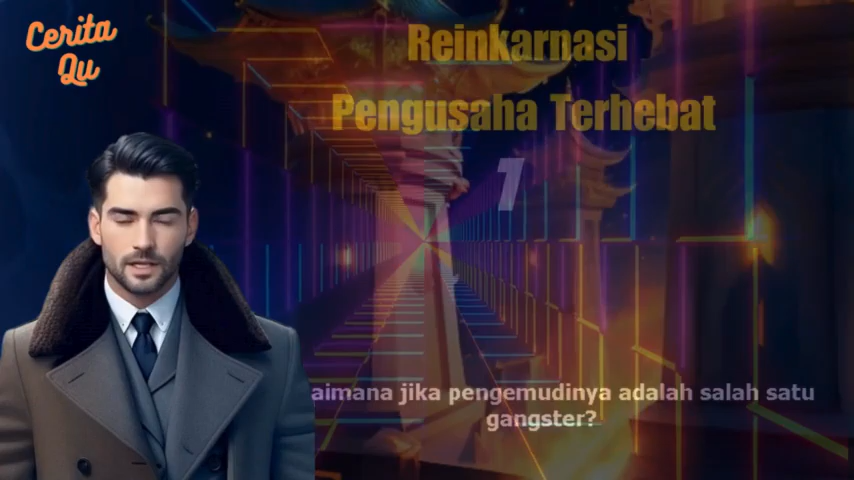 Cerita
Qu
Reinkarnasi
Pengusaha Terhebat
1
aimana jika pengemudinya adalah salah satu
gangster?